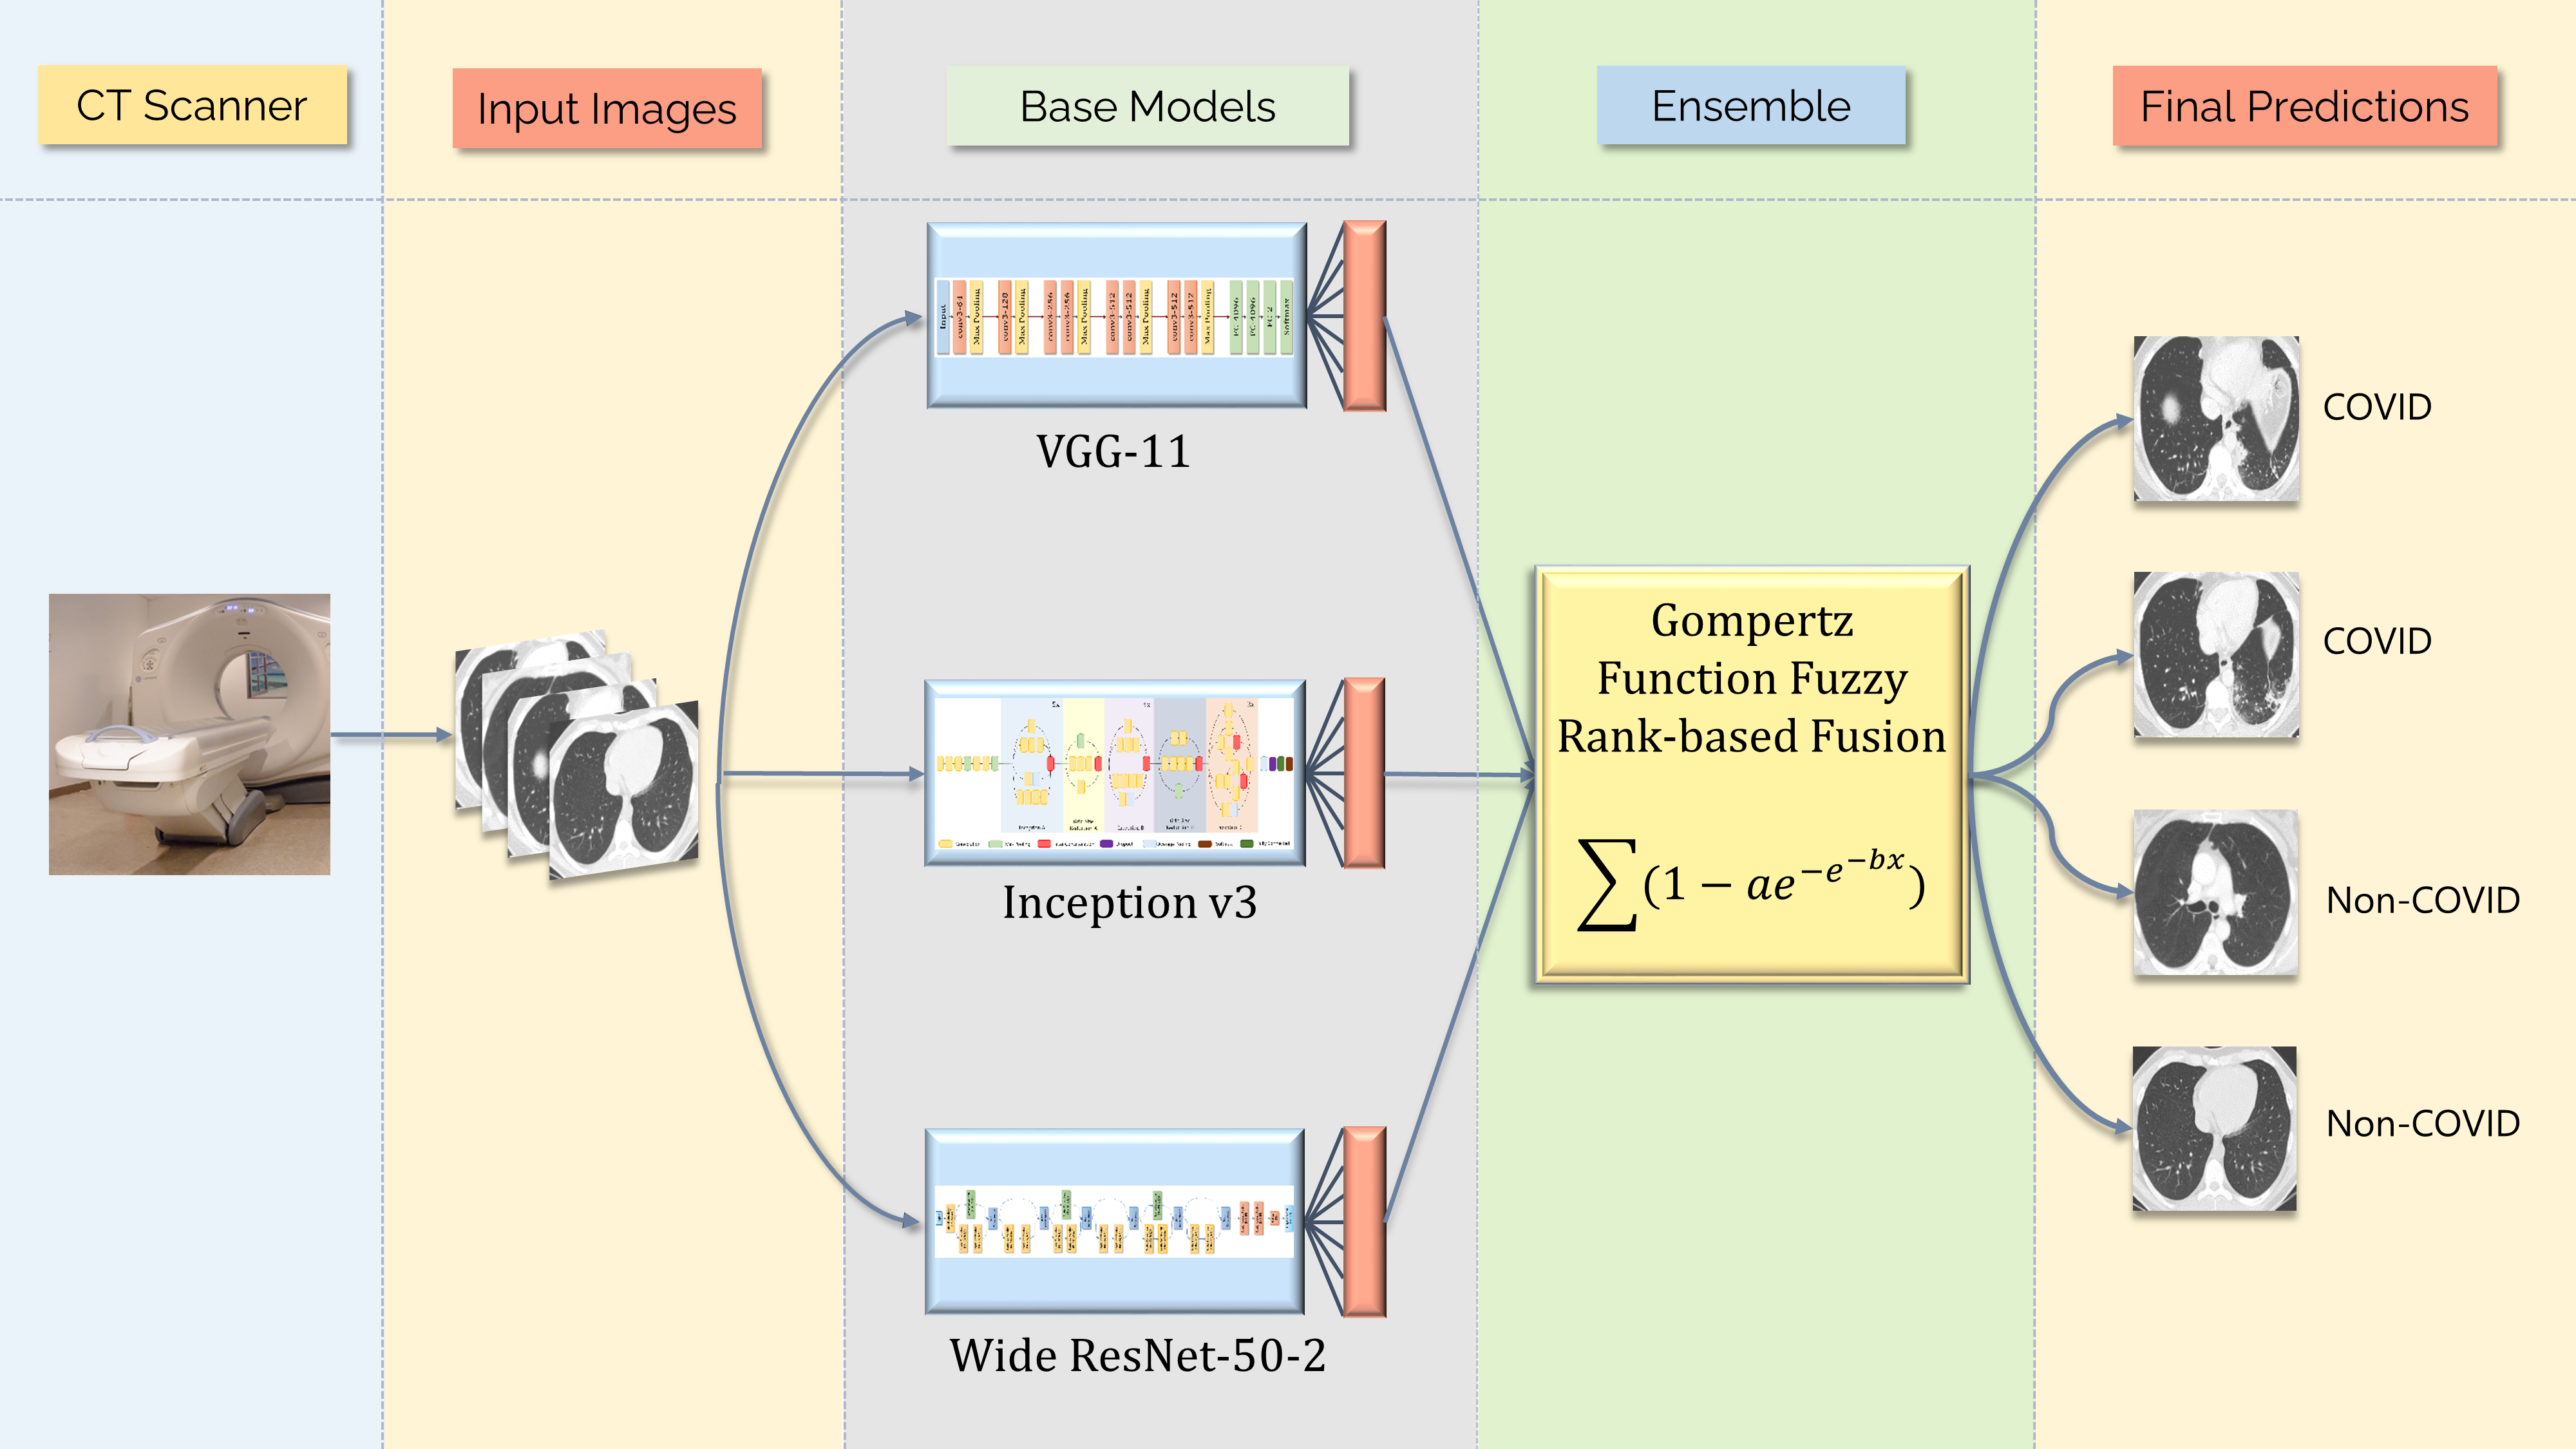 CT Scanner
Input Images
Base Models
Ensemble
Final Predictions
Input
conv3-64
Max Pooling
conv3-128
Max Pooling
conv3-256
conv3-256
Max Pooling
conv3-512
conv3-512
Max Pooling
conv3-512
conv3-512
Max Pooling
FC-4096
FC-4096
FC-2
Softmax
VGG-11
Inception v3
Wide ResNet-50-2
Gompertz
Function Fuzzy
Rank-based Fusion
∑(1 − ae^{−e^{−bx}})
COVID
COVID
Non-COVID
Non-COVID